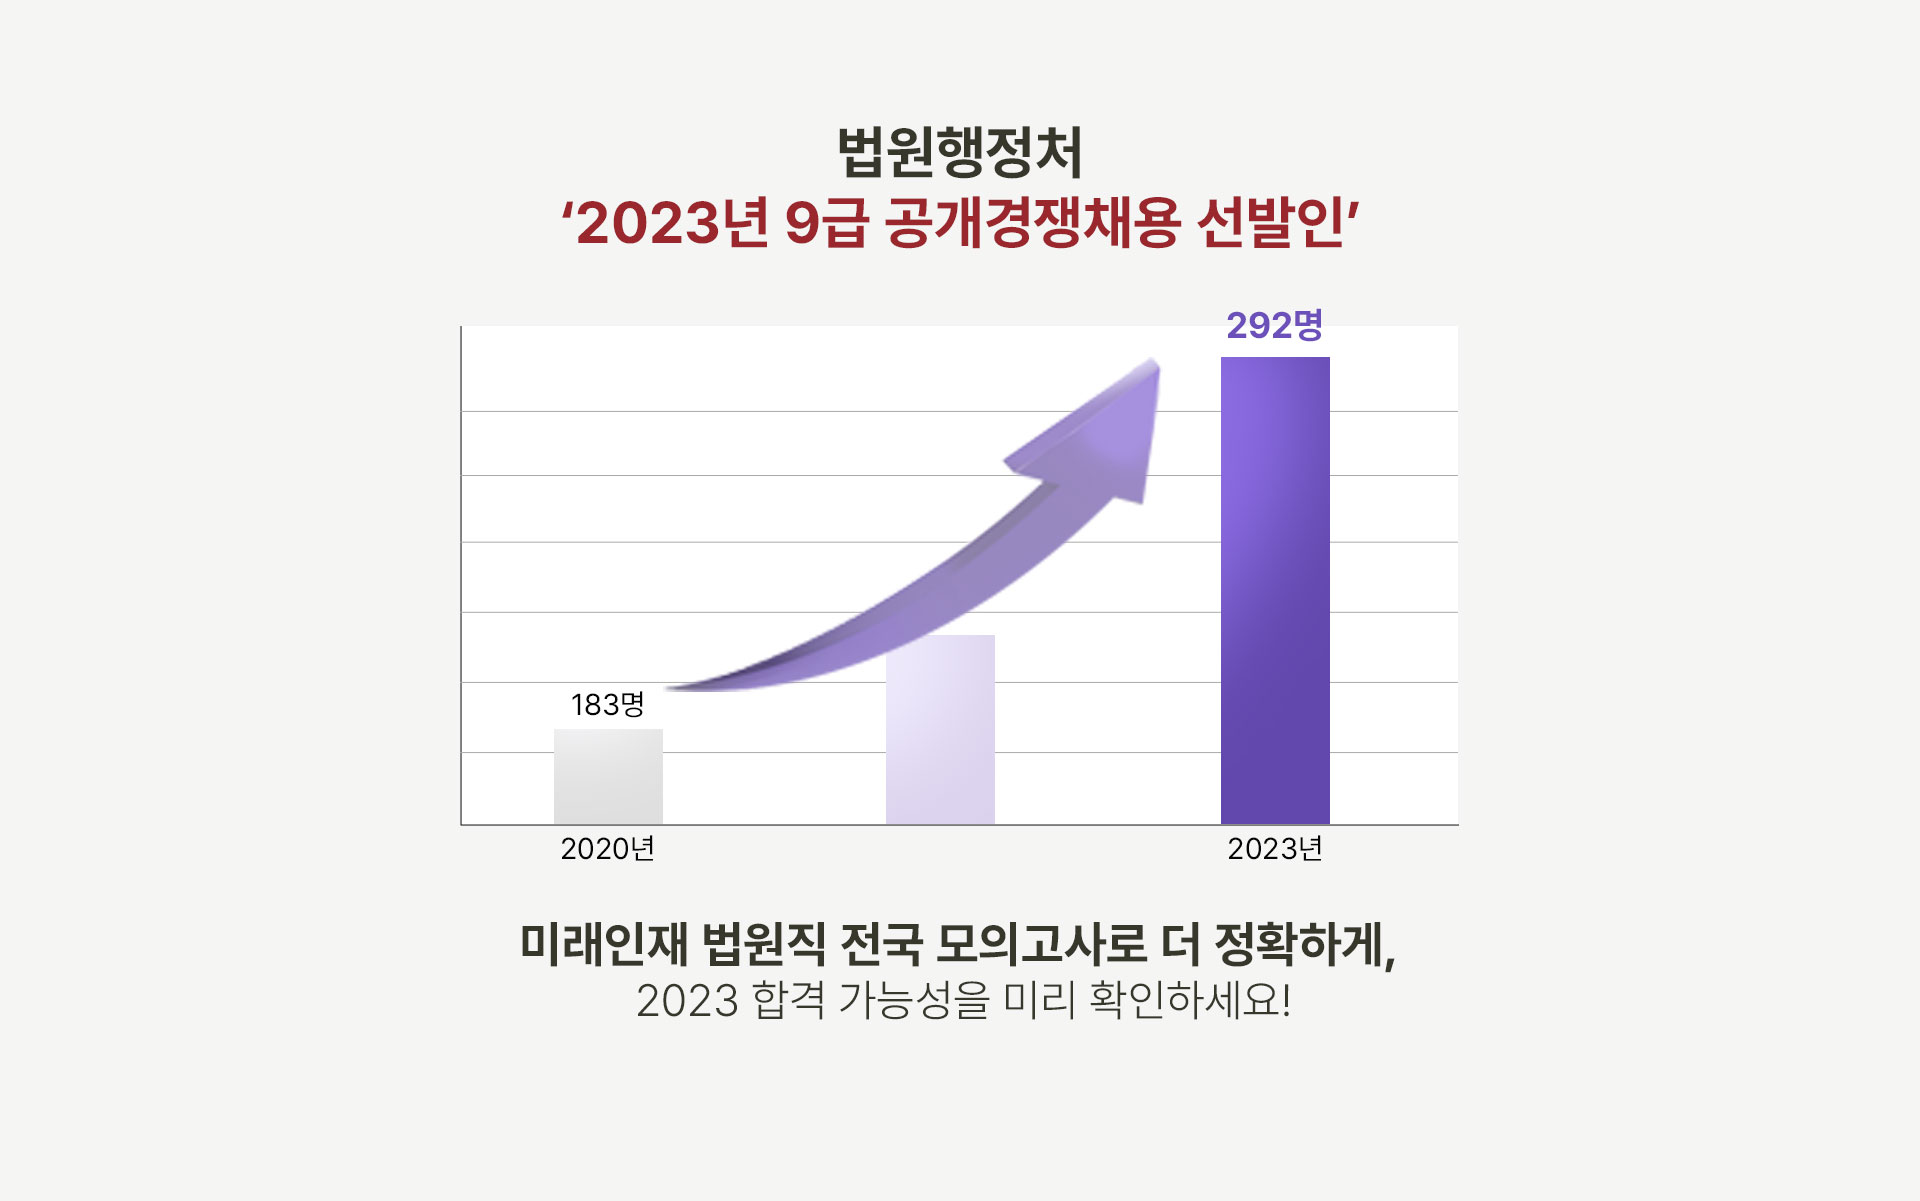 법원행정처
‘2023년 9급 공개경쟁채용 선발인’
292명
183명
2020년
2023년
미래인재 법원직 전국 모의고사로 더 정확하게,
2023 합격 가능성을 미리 확인하세요!